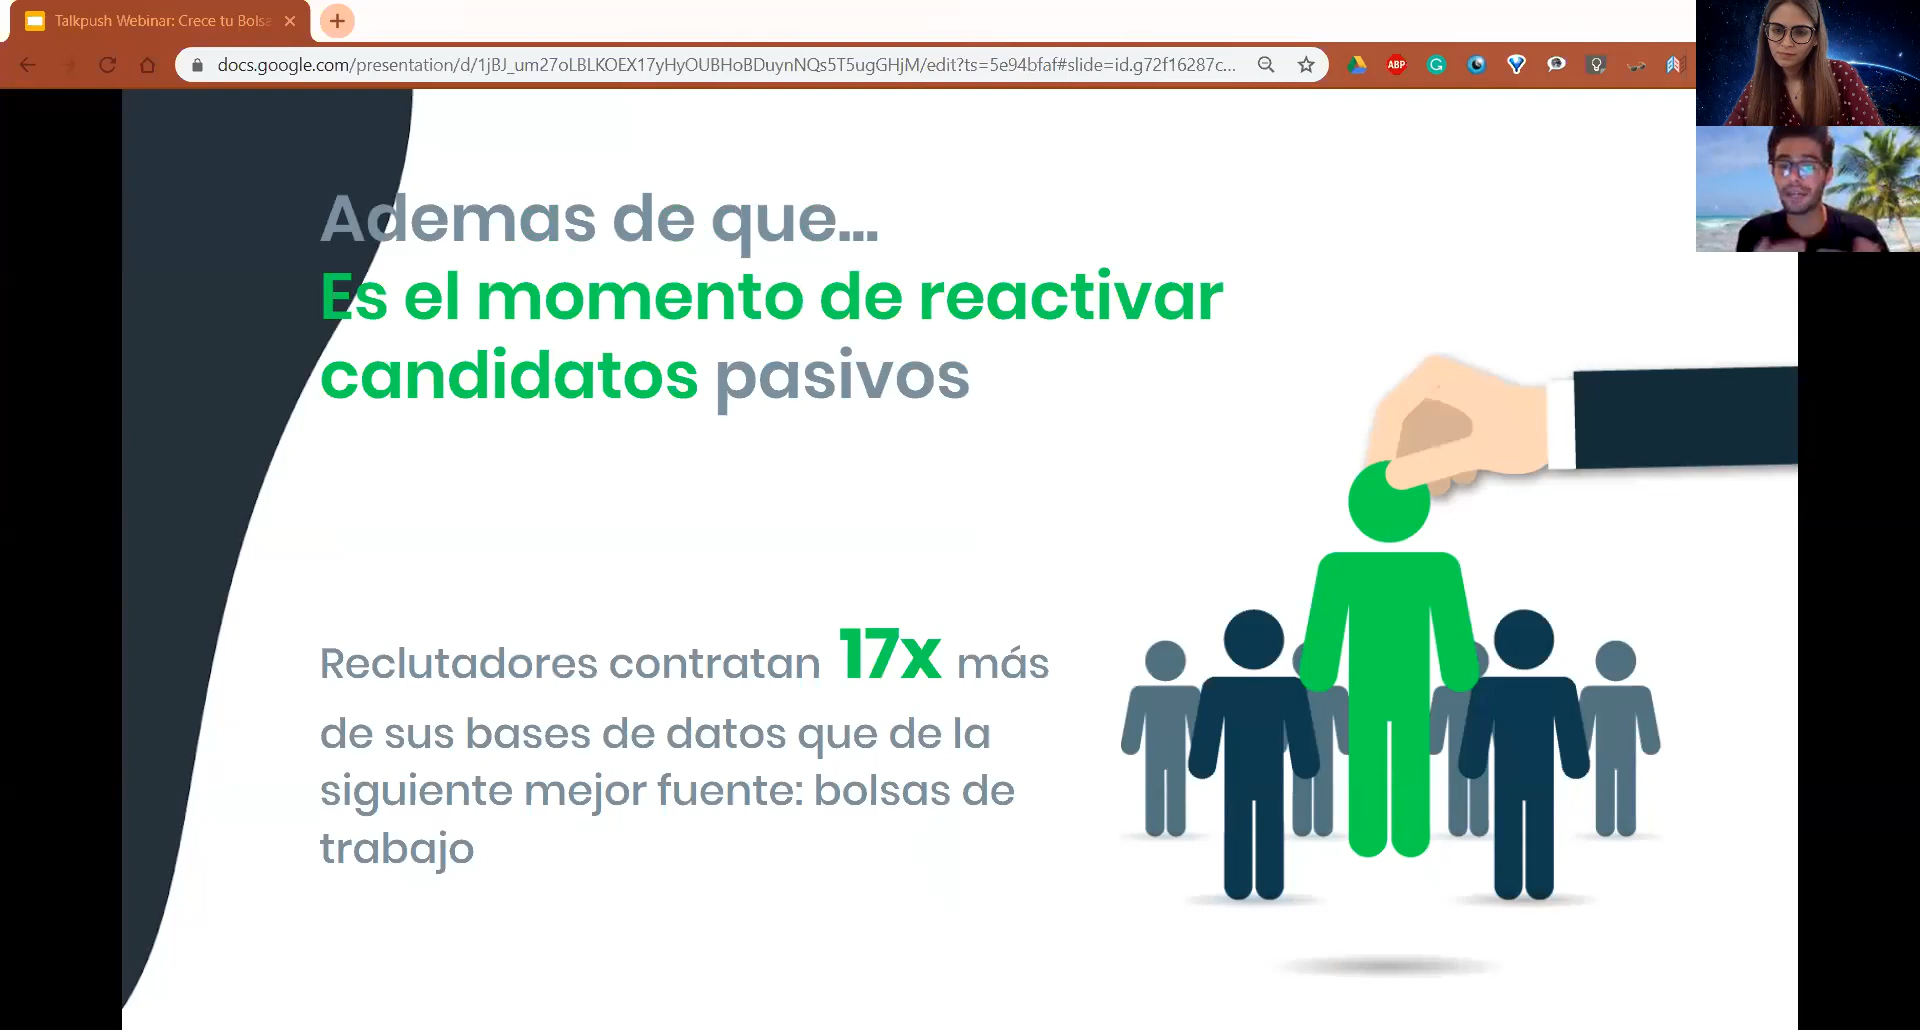 Talkpush Webinar: Crece tu Bolsa
docs.google.com/presentation/d/1jBJ_um27oLBLKOEX17yHyOUBHoBDuynNQs5T5ugGHjM/edit?ts=5e94bfaf#slide=id.g72f16287c...
ABP
Ademas de que...
Es el momento de reactivar
candidatos pasivos
Reclutadores contratan 17x más
de sus bases de datos que de la
siguiente mejor fuente: bolsas de
trabajo